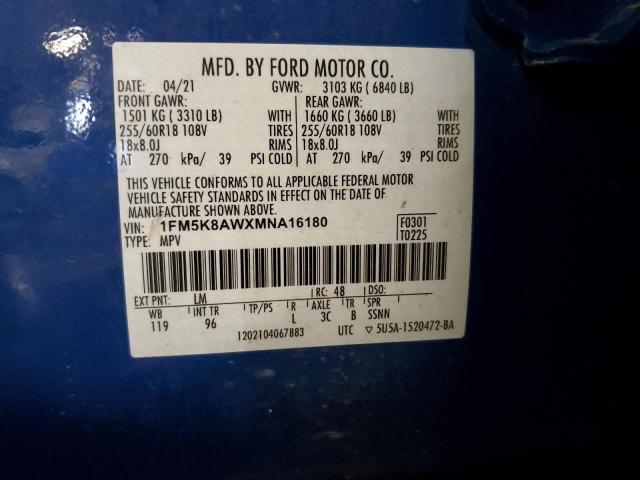 MFD. BY FORD MOTOR CO.
DATE: 04/21 GVWR: 3103 KG ( 6840 LB)
FRONT GAWR: REAR GAWR:
1501 KG ( 3310 LB) WITH 1660 KG ( 3660 LB) WITH
255/60R18 108V TIRES 255/60R18 108V TIRES
18x8.0J RIMS 18x8.0J RIMS
AT 270 kPa/ 39 PSI COLD AT 270 kPa/ 39 PSI COLD
THIS VEHICLE CONFORMS TO ALL APPLICABLE FEDERAL MOTOR
VEHICLE SAFETY STANDARDS IN EFFECT ON THE DATE OF
MANUFACTURE SHOWN ABOVE.
VIN: 1FM5K8AWXMNA16180 F0301
TYPE: MPV T0225
EXT PNT: LM RC: 48 DSO:
WB INT TR TP/PS R AXLE TR SPR
119 96 L 3C B SSNN
1202104067883 UTC ▽ 5U5A-1520472-BA